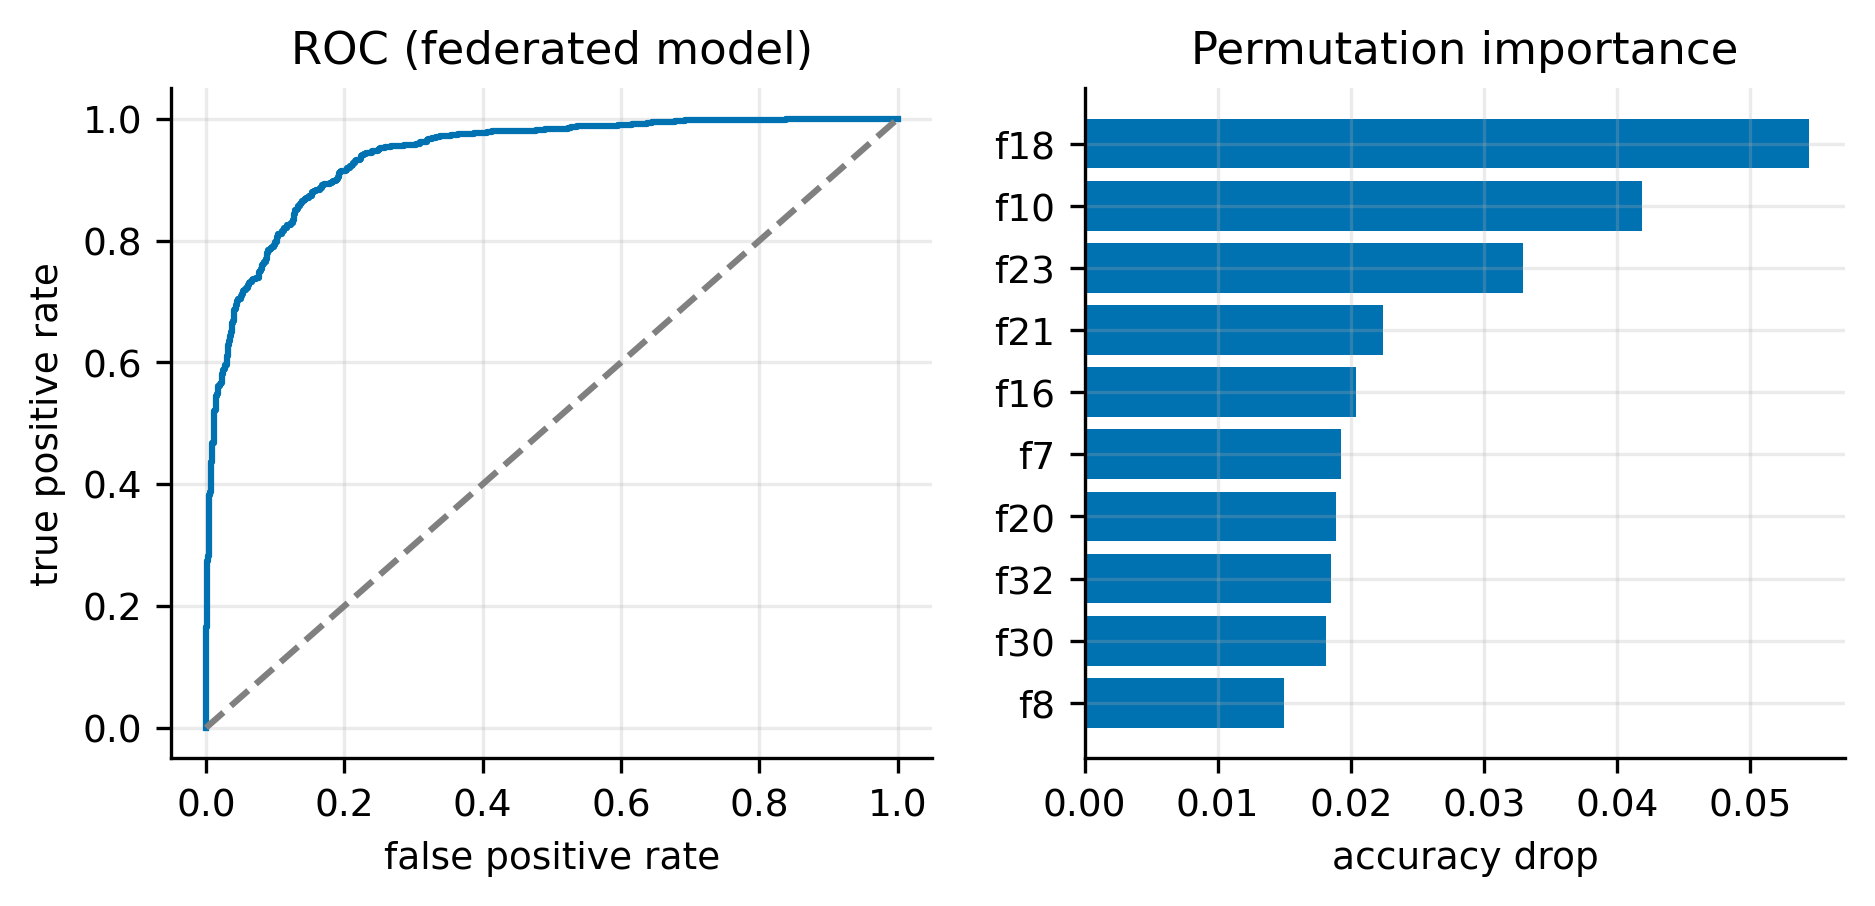 ROC (federated model)
true positive rate
1.0
0.8
0.6
0.4
0.2
0.0
0.0 0.2 0.4 0.6 0.8 1.0
false positive rate
Permutation importance
f18
f10
f23
f21
f16
f7
f20
f32
f30
f8
0.00 0.01 0.02 0.03 0.04 0.05
accuracy drop